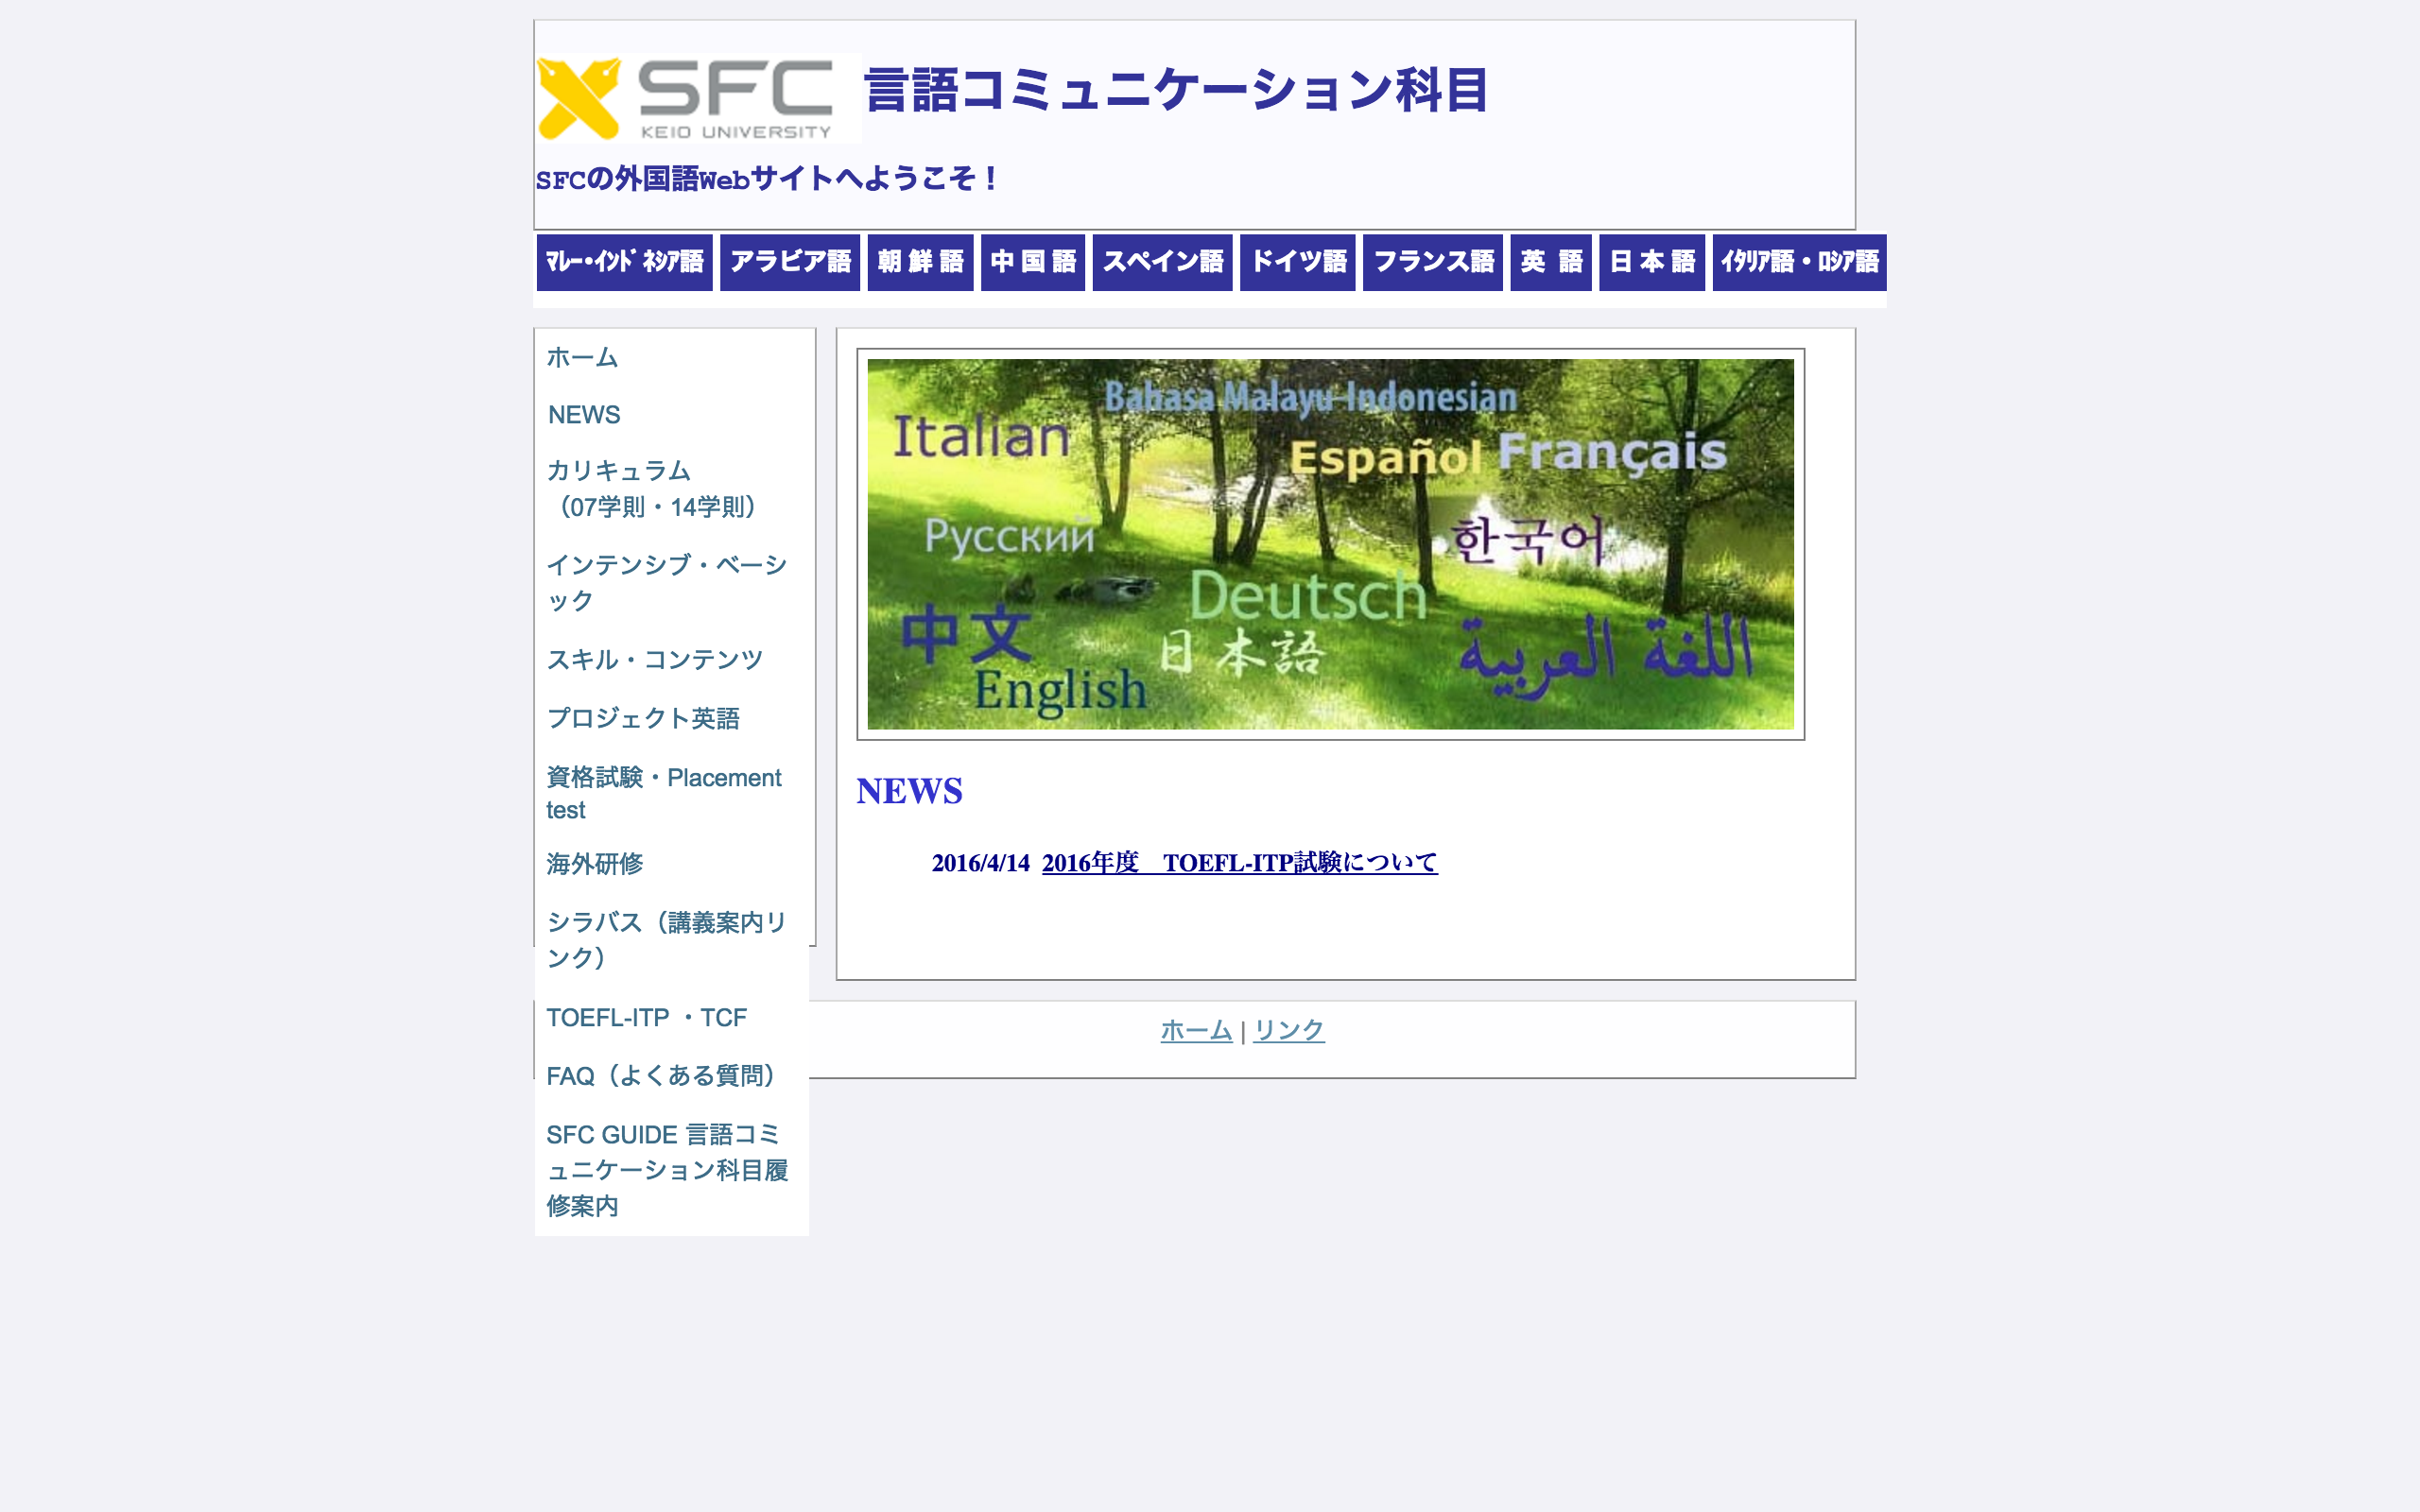 SFC
KEIO UNIVERSITY
言語コミュニケーション科目
SFCの外国語Webサイトへようこそ！
ﾏﾚｰ・ｲﾝﾄﾞﾈｼｱ語 アラビア語 朝 鮮 語 中 国 語 スペイン語 ドイツ語 フランス語 英 語 日 本 語 ｲﾀﾘｱ語・ﾛｼｱ語
ホーム
NEWS
カリキュラム
（07学則・14学則）
インテンシブ・ベーシ
ック
スキル・コンテンツ
プロジェクト英語
資格試験・Placement
test
海外研修
シラバス（講義案内リ
ンク）
TOEFL-ITP ・TCF
FAQ（よくある質問）
SFC GUIDE 言語コミ
ュニケーション科目履
修案内
Bahasa Malayu-Indonesian
Italian
Español Français
Русский
한국어
Deutsch
中文
日本語
اللغة العربية
English
NEWS
2016/4/14 2016年度　TOEFL-ITP試験について
ホーム | リンク